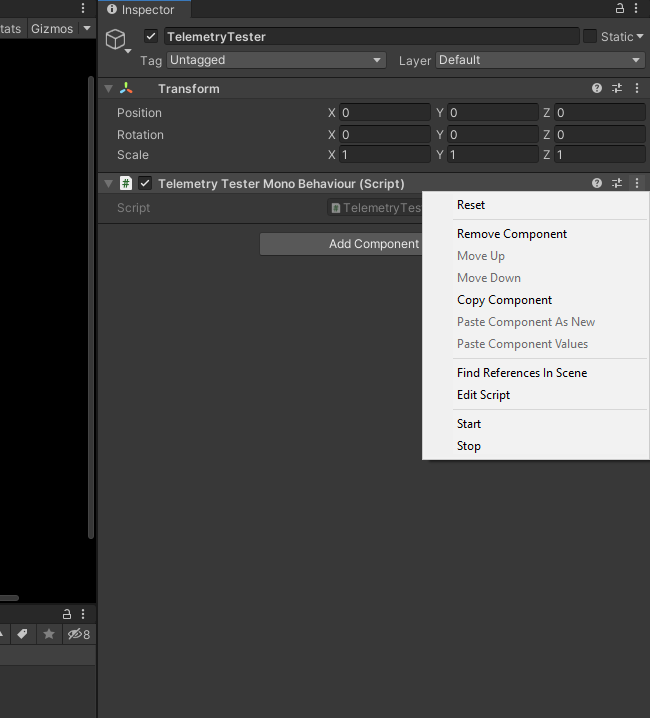 Inspector
tats Gizmos
TelemetryTester Static
Tag Untagged Layer Default
Transform
Position X 0 Y 0 Z 0
Rotation X 0 Y 0 Z 0
Scale X 1 Y 1 Z 1
# Telemetry Tester Mono Behaviour (Script)
Script TelemetryTes
Add Component
Reset
Remove Component
Move Up
Move Down
Copy Component
Paste Component As New
Paste Component Values
Find References In Scene
Edit Script
Start
Stop
8